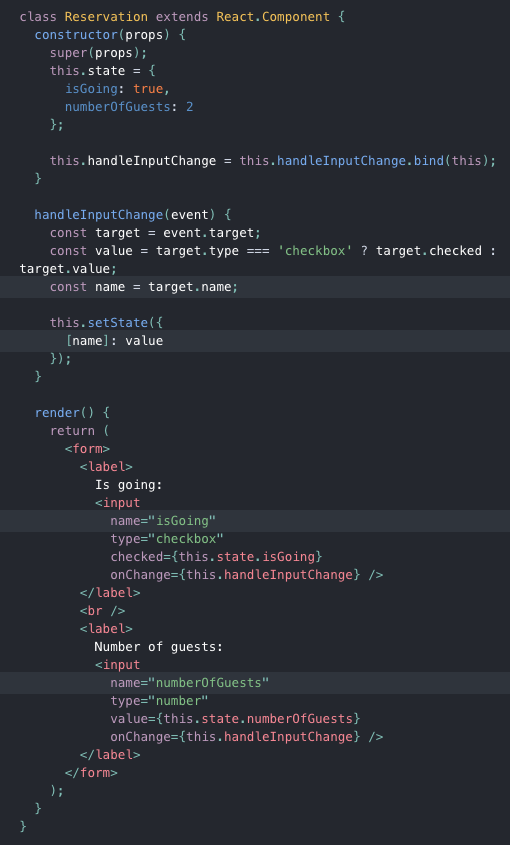 class Reservation extends React.Component {
  constructor(props) {
    super(props);
    this.state = {
      isGoing: true,
      numberOfGuests: 2
    };

    this.handleInputChange = this.handleInputChange.bind(this);
  }

  handleInputChange(event) {
    const target = event.target;
    const value = target.type === 'checkbox' ? target.checked :
target.value;
    const name = target.name;

    this.setState({
      [name]: value
    });
  }

  render() {
    return (
      <form>
        <label>
          Is going:
          <input
            name="isGoing"
            type="checkbox"
            checked={this.state.isGoing}
            onChange={this.handleInputChange} />
        </label>
        <br />
        <label>
          Number of guests:
          <input
            name="numberOfGuests"
            type="number"
            value={this.state.numberOfGuests}
            onChange={this.handleInputChange} />
        </label>
      </form>
    );
  }
}